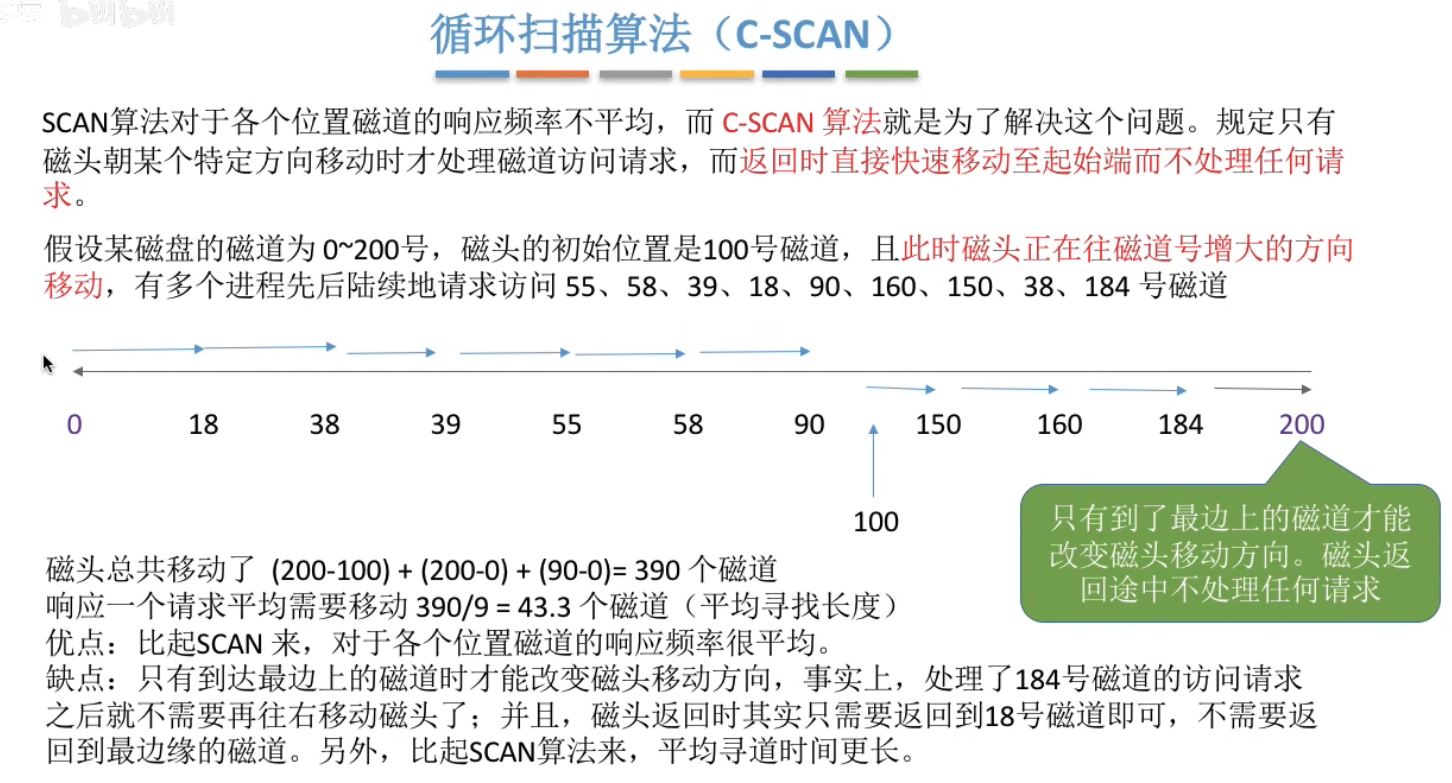 bilibili
循环扫描算法（C-SCAN）
SCAN算法对于各个位置磁道的响应频率不平均，而 C-SCAN 算法就是为了解决这个问题。规定只有
磁头朝某个特定方向移动时才处理磁道访问请求，而返回时直接快速移动至起始端而不处理任何请
求。
假设某磁盘的磁道为 0~200号，磁头的初始位置是100号磁道，且此时磁头正在往磁道号增大的方向
移动，有多个进程先后陆续地请求访问 55、58、39、18、90、160、150、38、184 号磁道
0 18 38 39 55 58 90 150 160 184 200
100
只有到了最边上的磁道才能
改变磁头移动方向。磁头返
回途中不处理任何请求
磁头总共移动了 (200-100) + (200-0) + (90-0)= 390 个磁道
响应一个请求平均需要移动 390/9 = 43.3 个磁道（平均寻找长度）
优点：比起SCAN 来，对于各个位置磁道的响应频率很平均。
缺点：只有到达最边上的磁道时才能改变磁头移动方向，事实上，处理了184号磁道的访问请求
之后就不需要再往右移动磁头了；并且，磁头返回时其实只需要返回到18号磁道即可，不需要返
回到最边缘的磁道。另外，比起SCAN算法来，平均寻道时间更长。